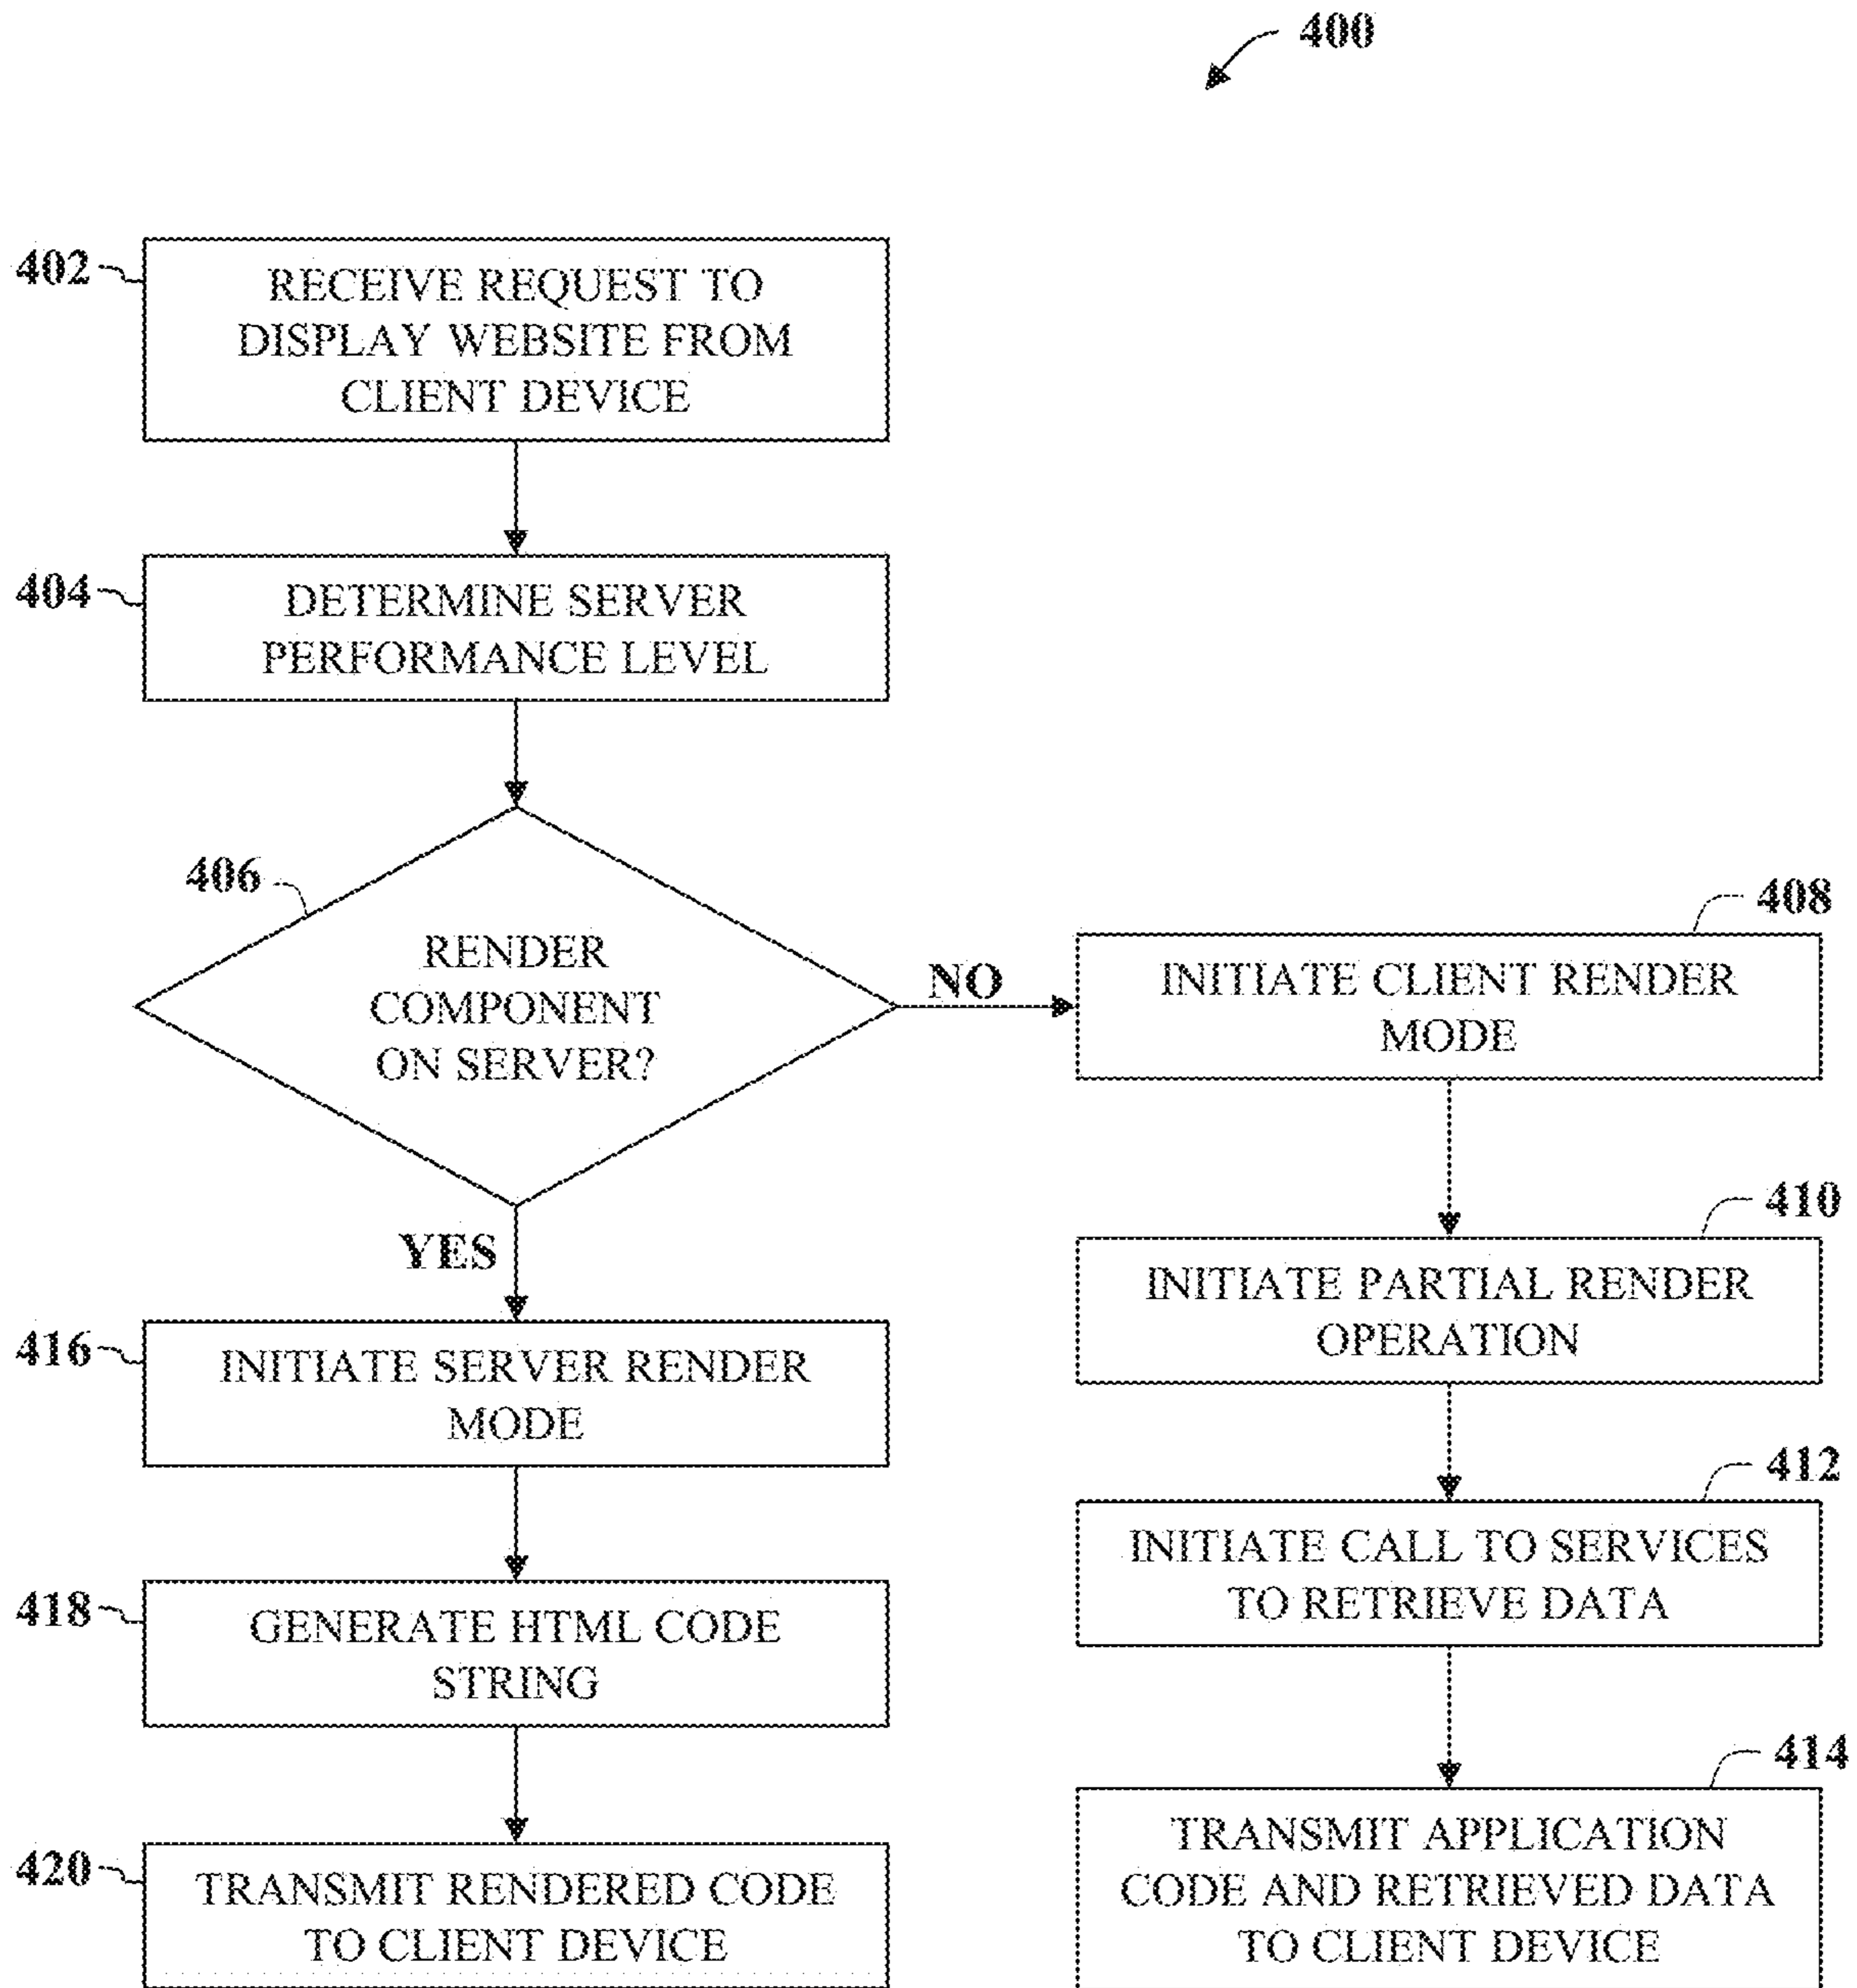 400
402
RECEIVE REQUEST TO
DISPLAY WEBSITE FROM
CLIENT DEVICE
404
DETERMINE SERVER
PERFORMANCE LEVEL
406
RENDER
COMPONENT
ON SERVER?
NO
408
INITIATE CLIENT RENDER
MODE
410
INITIATE PARTIAL RENDER
OPERATION
412
INITIATE CALL TO SERVICES
TO RETRIEVE DATA
414
TRANSMIT APPLICATION
CODE AND RETRIEVED DATA
TO CLIENT DEVICE
YES
416
INITIATE SERVER RENDER
MODE
418
GENERATE HTML CODE
STRING
420
TRANSMIT RENDERED CODE
TO CLIENT DEVICE